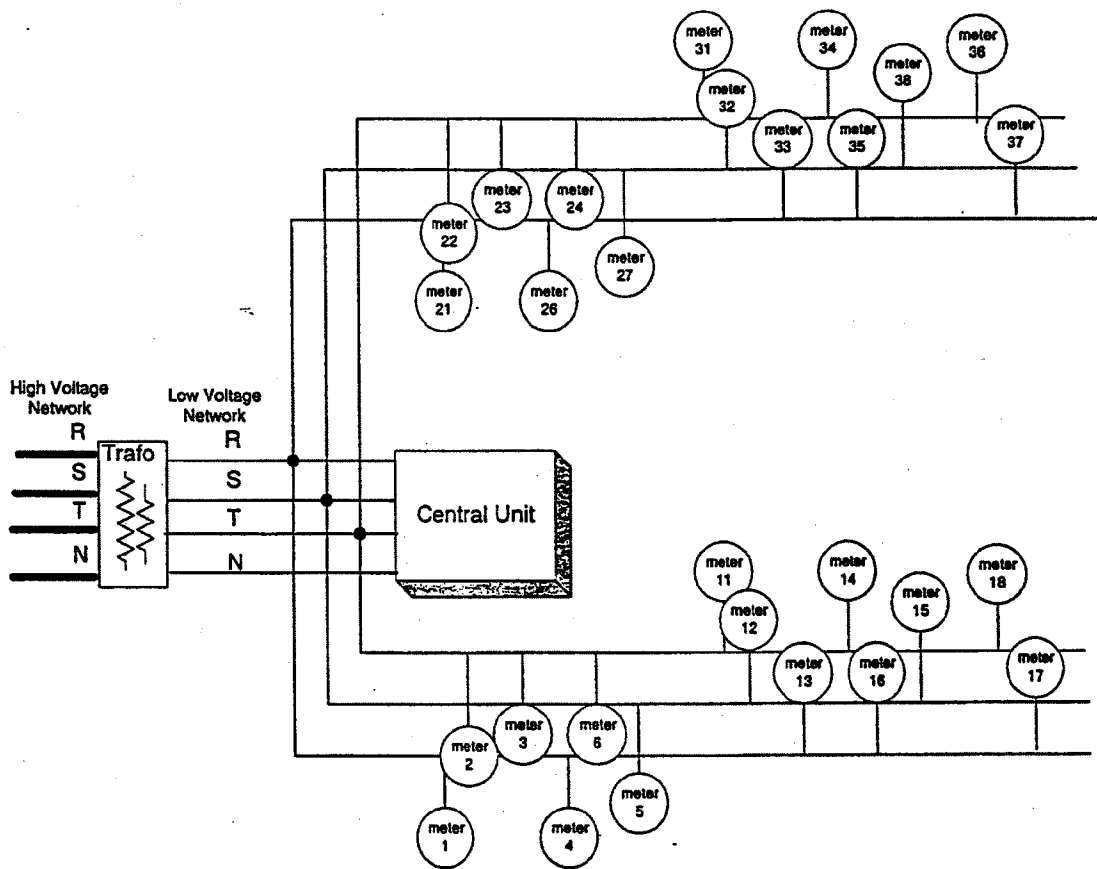 meter
31
meter
34
meter
36
meter
38
meter
32
meter
33
meter
35
meter
37
meter
23
meter
24
meter
22
meter
27
meter
21
meter
26
High Voltage
Network
Low Voltage
Network
R
R
Trafo
S
S
T
T
N
N
Central Unit
meter
11
meter
14
meter
18
meter
15
meter
12
meter
13
meter
16
meter
17
meter
2
meter
3
meter
6
meter
5
meter
1
meter
4